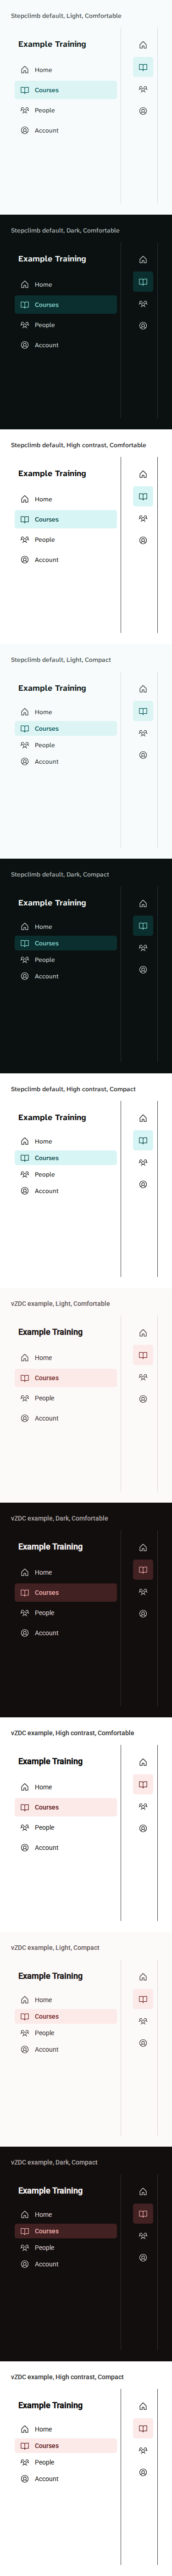 Stepclimb default, Light, Comfortable
Example Training
Home
Courses
People
Account
Stepclimb default, Dark, Comfortable
Example Training
Home
Courses
People
Account
Stepclimb default, High contrast, Comfortable
Example Training
Home
Courses
People
Account
Stepclimb default, Light, Compact
Example Training
Home
Courses
People
Account
Stepclimb default, Dark, Compact
Example Training
Home
Courses
People
Account
Stepclimb default, High contrast, Compact
Example Training
Home
Courses
People
Account
vZDC example, Light, Comfortable
Example Training
Home
Courses
People
Account
vZDC example, Dark, Comfortable
Example Training
Home
Courses
People
Account
vZDC example, High contrast, Comfortable
Example Training
Home
Courses
People
Account
vZDC example, Light, Compact
Example Training
Home
Courses
People
Account
vZDC example, Dark, Compact
Example Training
Home
Courses
People
Account
vZDC example, High contrast, Compact
Example Training
Home
Courses
People
Account